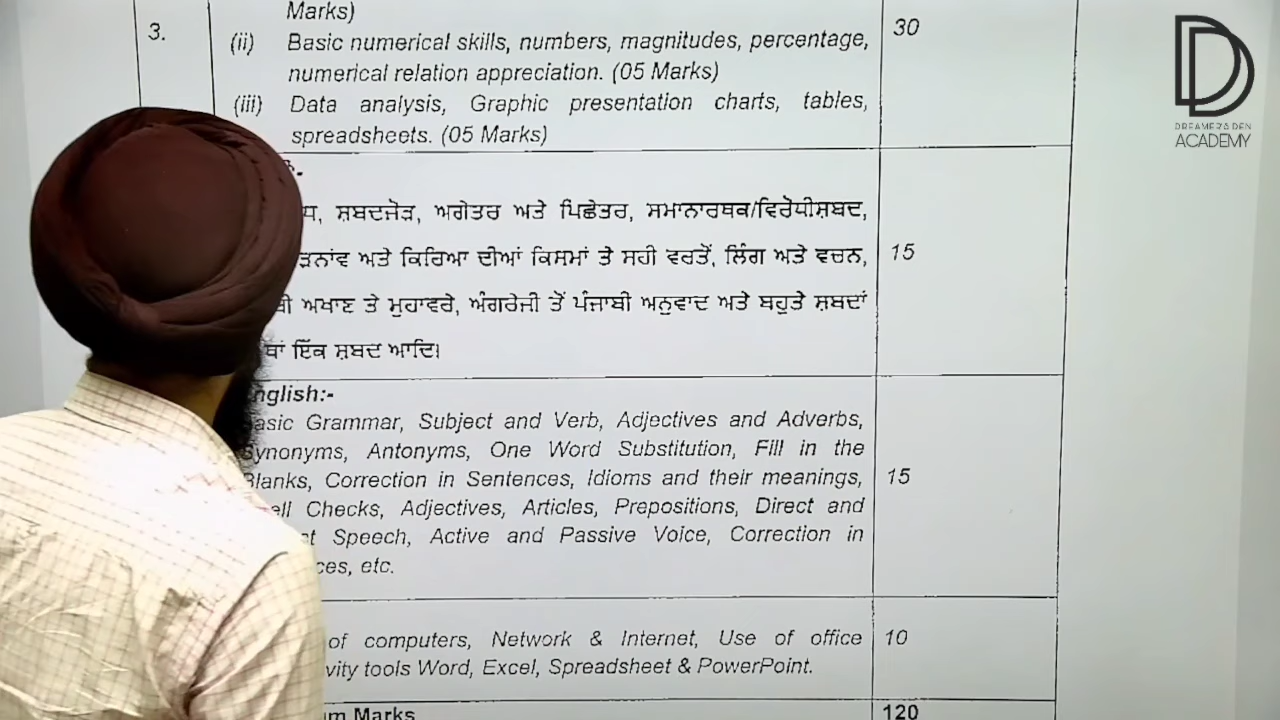 Marks)
3.
30
(ii) Basic numerical skills, numbers, magnitudes, percentage,
numerical relation appreciation. (05 Marks)
(iii) Data analysis, Graphic presentation charts, tables,
spreadsheets. (05 Marks)
DREAMERZ DEN
ACADEMY
ਸ਼ਬਦਜੋੜ, ਅਗੇਤਰ ਅਤੇ ਪਿਛੇਤਰ, ਸਮਾਨਾਰਥਕ/ਵਿਰੋਧੀਸ਼ਬਦ,
ੜਨਾਂਵ ਅਤੇ ਕਿਰਿਆ ਦੀਆਂ ਕਿਸਮਾਂ ਤੇ ਸਹੀ ਵਰਤੋਂ, ਲਿੰਗ ਅਤੇ ਵਚਨ,
15
ਅਖਾਣ ਤੇ ਮੁਹਾਵਰੇ, ਅੰਗਰੇਜੀ ਤੋਂ ਪੰਜਾਬੀ ਅਨੁਵਾਦ ਅਤੇ ਬਹੁਤੇ ਸ਼ਬਦਾਂ
ਥਾਂ ਇੱਕ ਸ਼ਬਦ ਆਦਿ।
nglish:-
asic Grammar, Subject and Verb, Adjectives and Adverbs,
Synonyms, Antonyms, One Word Substitution, Fill in the
Blanks, Correction in Sentences, Idioms and their meanings,
15
ell Checks, Adjectives, Articles, Prepositions, Direct and
ct Speech, Active and Passive Voice, Correction in
ces, etc.
of computers, Network & Internet, Use of office
10
vity tools Word, Excel, Spreadsheet & PowerPoint.
m Marks
120